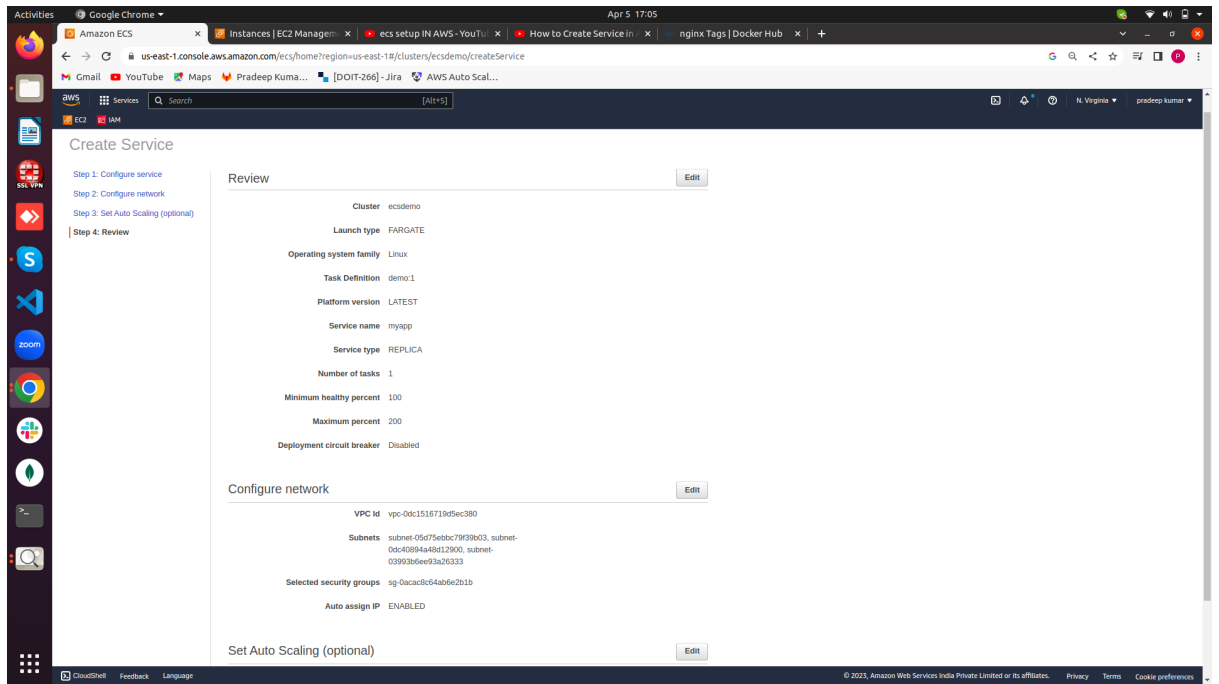 Activities
Google Chrome
Apr 5 17:05
Amazon ECS
Instances | EC2 Managem
ecs setup IN AWS - YouTu
How to Create Service in
nginx Tags | Docker Hub
us-east-1.console.aws.amazon.com/ecs/home?region=us-east-1#/clusters/ecsdemo/createService
Gmail
YouTube
Maps
Pradeep Kuma...
[DOIT-266] - Jira
AWS Auto Scal...
aws
Services
Search
[Alt+S]
N. Virginia
pradeep kumar
EC2
IAM
Create Service
Step 1: Configure service
Step 2: Configure network
Step 3: Set Auto Scaling (optional)
Step 4: Review
Review
Edit
Cluster ecsdemo
Launch type FARGATE
Operating system family Linux
Task Definition demo:1
Platform version LATEST
Service name myapp
Service type REPLICA
Number of tasks 1
Minimum healthy percent 100
Maximum percent 200
Deployment circuit breaker Disabled
Configure network
Edit
VPC Id vpc-0dc1516719d5ec380
Subnets subnet-05d75ebbc79f39b03, subnet-
0dc40894a48d12900, subnet-
03993b6ee93a26333
Selected security groups sg-0acac8c64ab6e2b1b
Auto assign IP ENABLED
Set Auto Scaling (optional)
Edit
SSL VPN
zoom
CloudShell
Feedback
Language
© 2023, Amazon Web Services India Private Limited or its affiliates.
Privacy
Terms
Cookie preferences